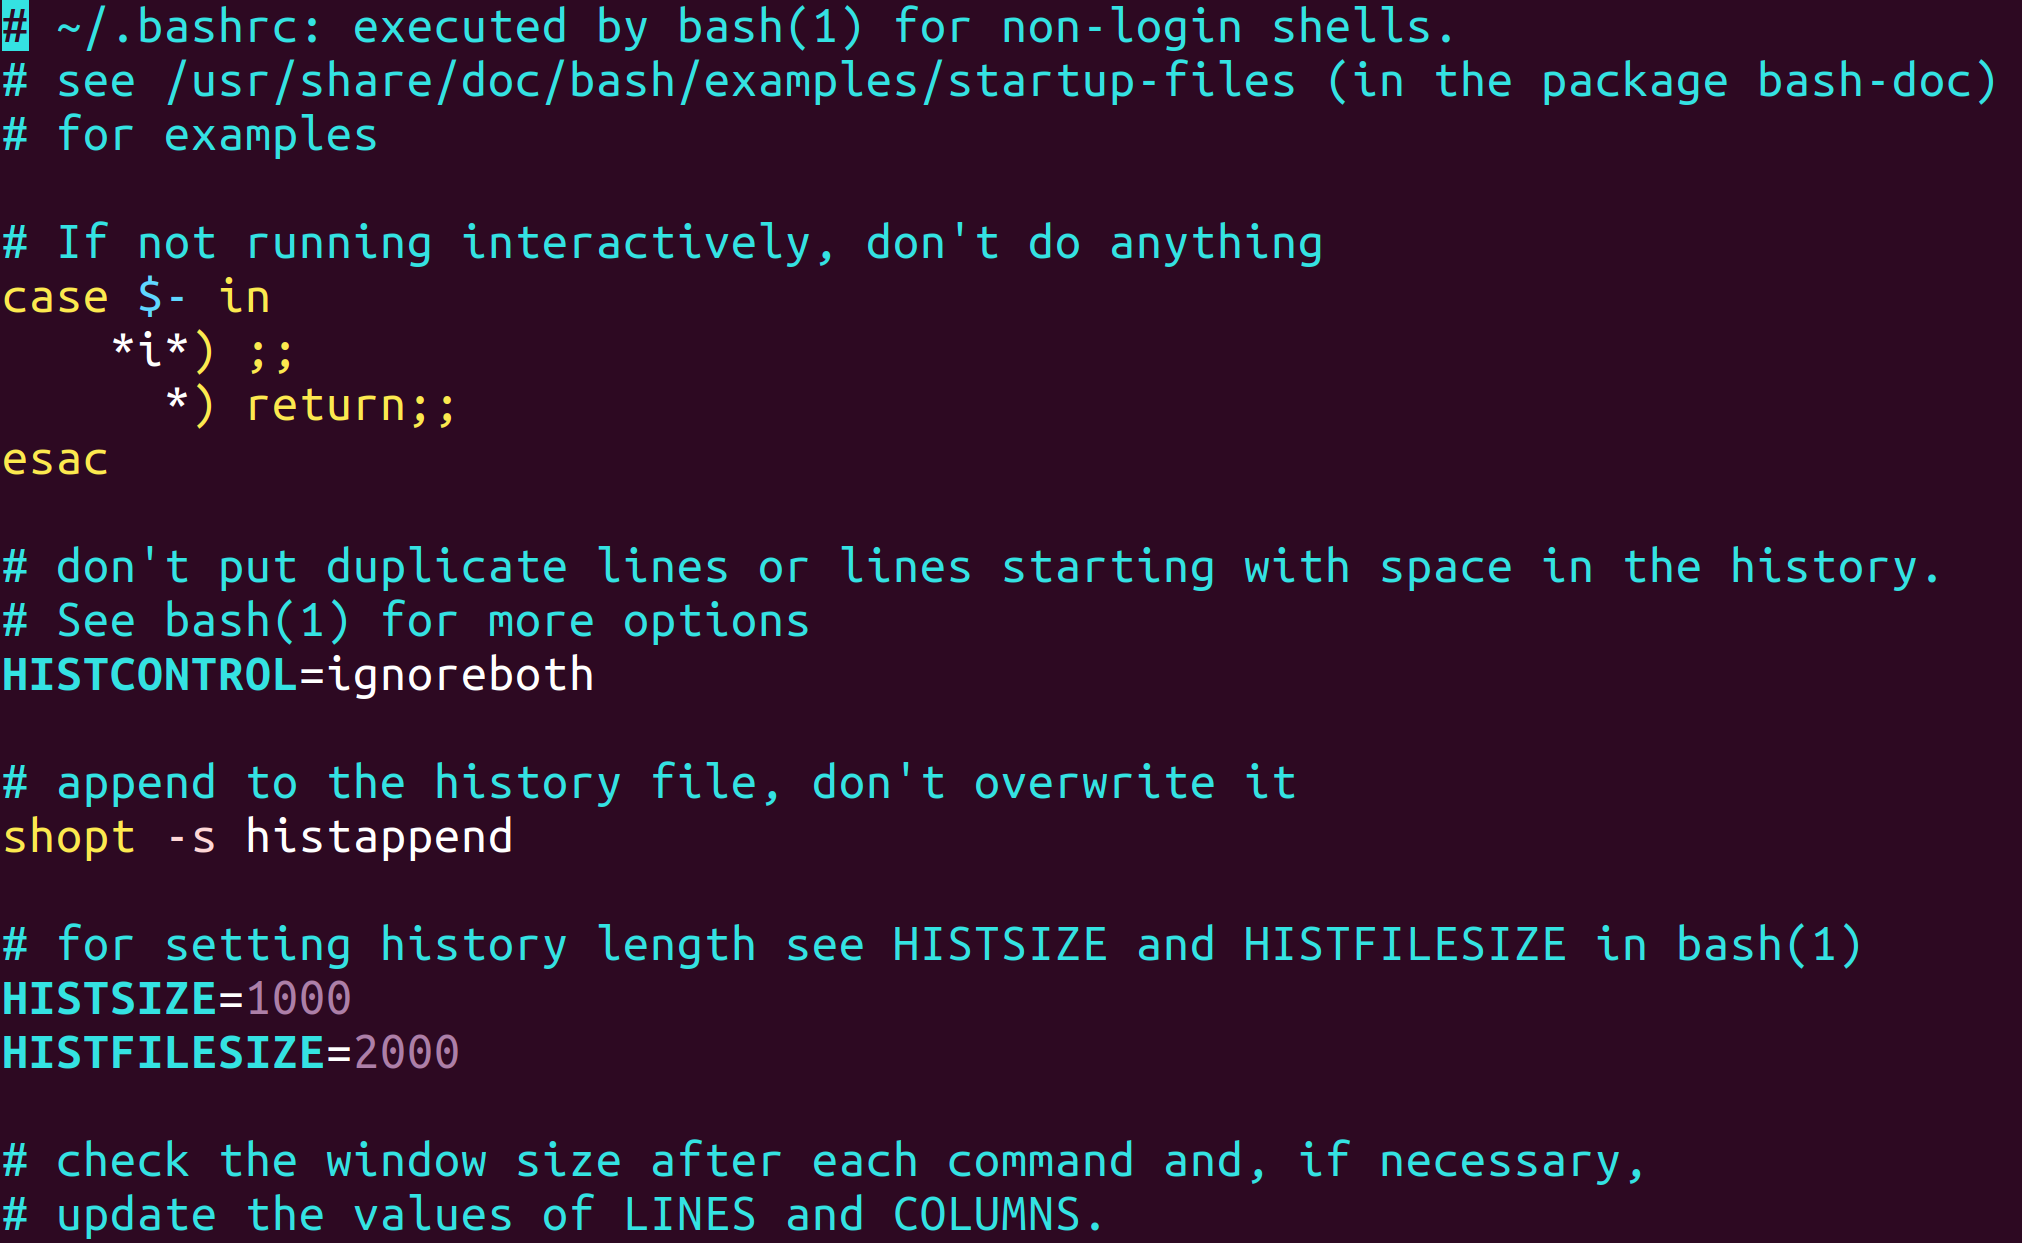 # ~/.bashrc: executed by bash(1) for non-login shells.
# see /usr/share/doc/bash/examples/startup-files (in the package bash-doc)
# for examples

# If not running interactively, don't do anything
case $- in
    *i*) ;;
      *) return;;
esac

# don't put duplicate lines or lines starting with space in the history.
# See bash(1) for more options
HISTCONTROL=ignoreboth

# append to the history file, don't overwrite it
shopt -s histappend

# for setting history length see HISTSIZE and HISTFILESIZE in bash(1)
HISTSIZE=1000
HISTFILESIZE=2000

# check the window size after each command and, if necessary,
# update the values of LINES and COLUMNS.